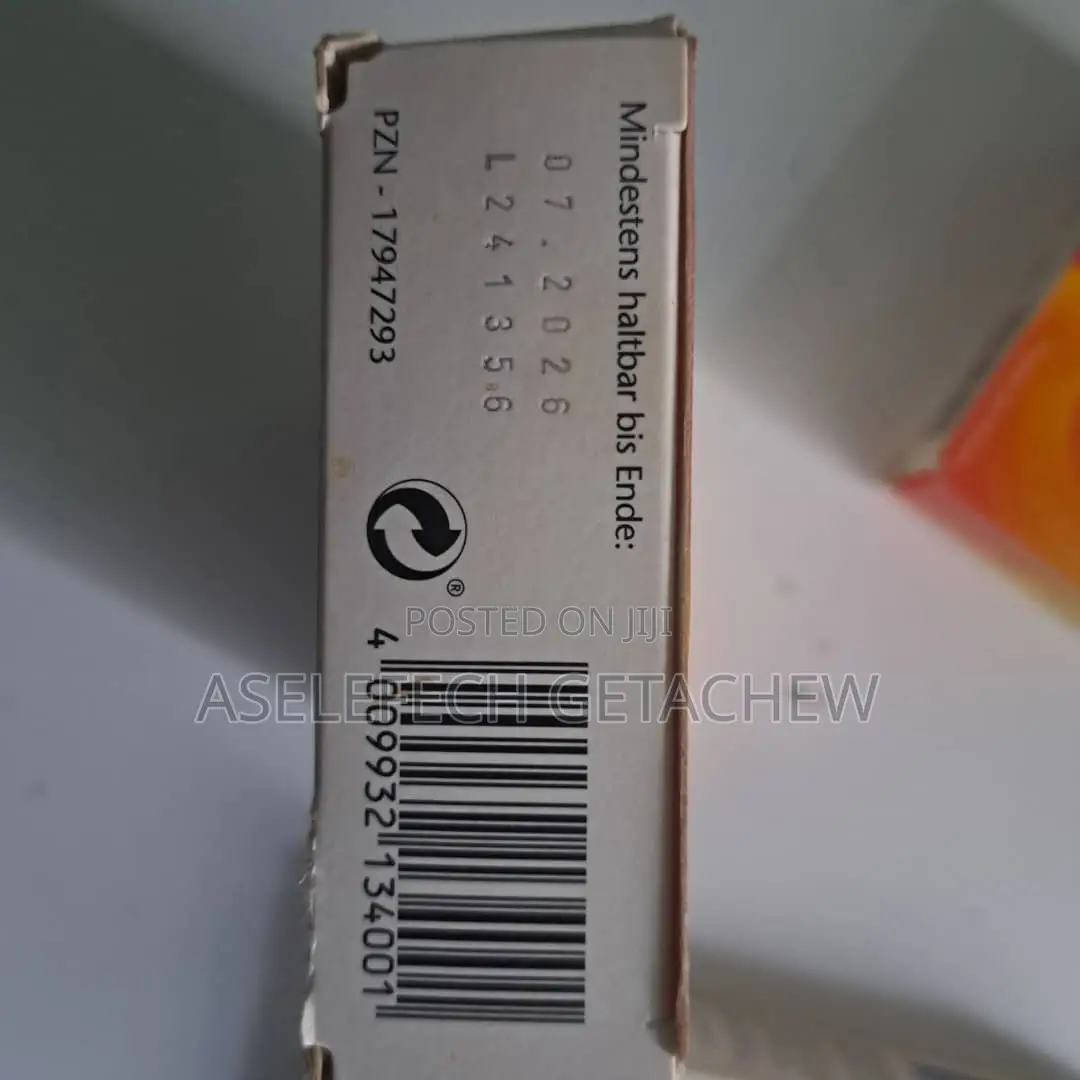 Mindestens haltbar bis Ende:
07.2026
L241356
PZN - 17947293
®
4 009932 134001
POSTED ON JIJI
ASELETECH GETACHEW